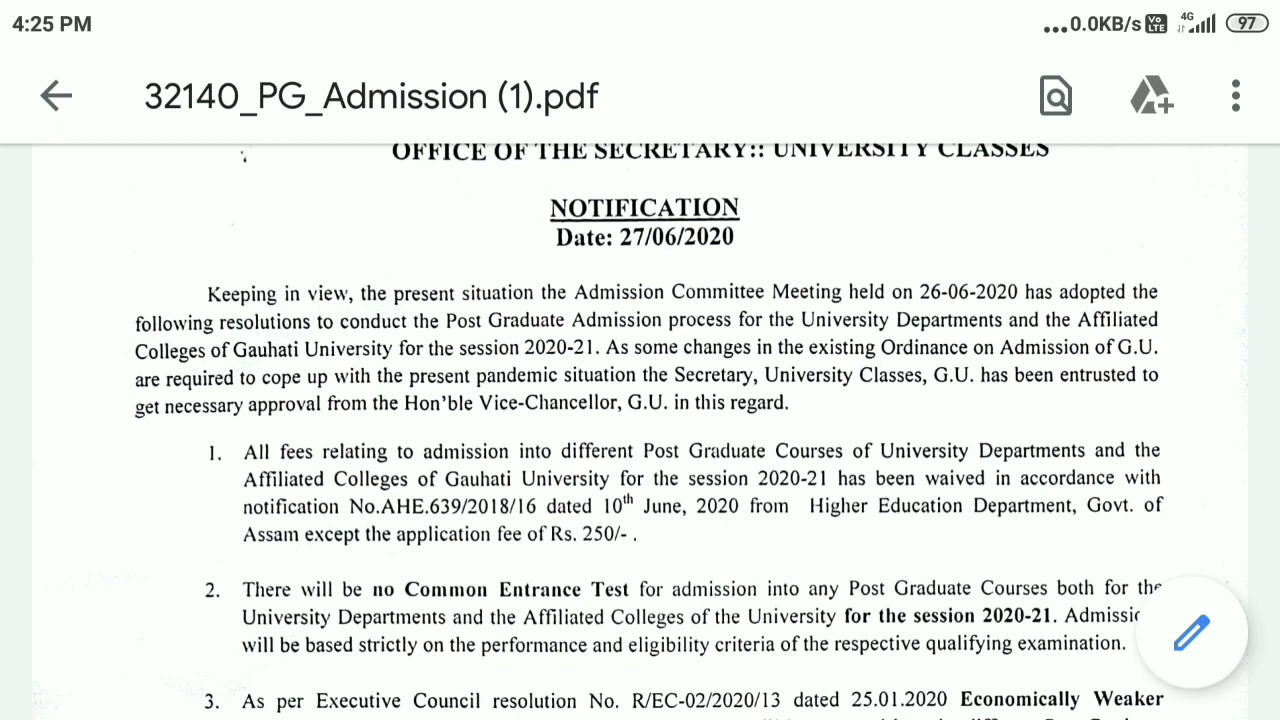 4:25 PM
...0.0KB/s Vo LTE 4G 97
32140_PG_Admission (1).pdf
OFFICE OF THE SECRETARY:: UNIVERSITY CLASSES
NOTIFICATION
Date: 27/06/2020
Keeping in view, the present situation the Admission Committee Meeting held on 26-06-2020 has adopted the
following resolutions to conduct the Post Graduate Admission process for the University Departments and the Affiliated
Colleges of Gauhati University for the session 2020-21. As some changes in the existing Ordinance on Admission of G.U.
are required to cope up with the present pandemic situation the Secretary, University Classes, G.U. has been entrusted to
get necessary approval from the Hon'ble Vice-Chancellor, G.U. in this regard.
1. All fees relating to admission into different Post Graduate Courses of University Departments and the
Affiliated Colleges of Gauhati University for the session 2020-21 has been waived in accordance with
notification No.AHE.639/2018/16 dated 10th June, 2020 from Higher Education Department, Govt. of
Assam except the application fee of Rs. 250/- .
2. There will be no Common Entrance Test for admission into any Post Graduate Courses both for the
University Departments and the Affiliated Colleges of the University for the session 2020-21. Admissio
will be based strictly on the performance and eligibility criteria of the respective qualifying examination.
3. As per Executive Council resolution No. R/EC-02/2020/13 dated 25.01.2020 Economically Weaker